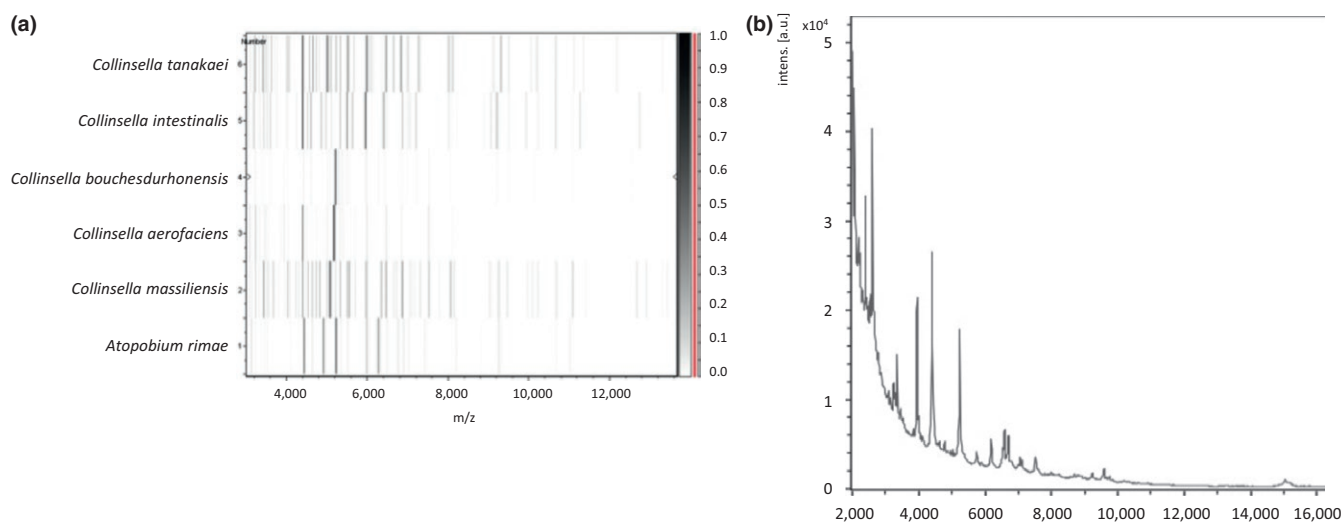 (a)
Number
Collinsella tanakaei
Collinsella intestinalis
Collinsella bouchesdurhonensis
Collinsella aerofaciens
Collinsella massiliensis
Atopobium rimae
6
5
4
3
2
1
4,000 6,000 8,000 10,000 12,000
m/z
1.0
0.9
0.8
0.7
0.6
0.5
0.4
0.3
0.2
0.1
0.0
(b)
intens. [a.u.]
x10⁴
5
4
3
2
1
0
2,000 4,000 6000 8,000 10,000 12,000 14,000 16,000